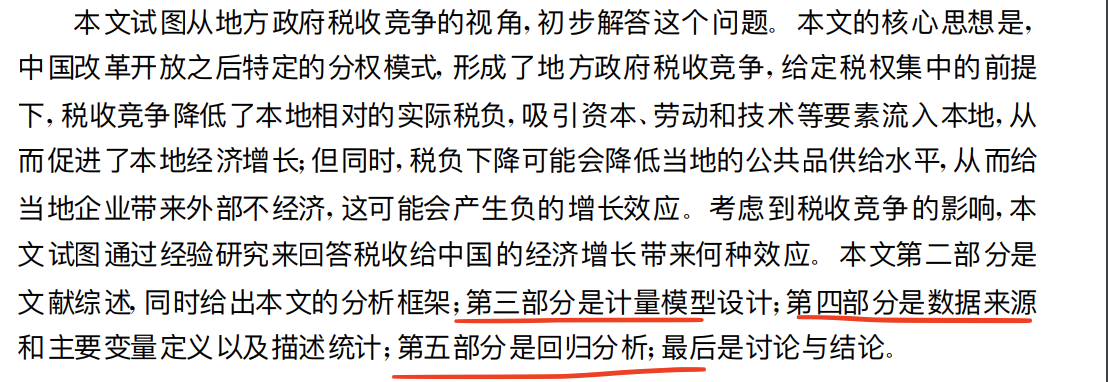 本文试图从地方政府税收竞争的视角,初步解答这个问题。本文的核心思想是,
中国改革开放之后特定的分权模式,形成了地方政府税收竞争,给定税权集中的前提
下,税收竞争降低了本地相对的实际税负,吸引资本、劳动和技术等要素流入本地,从
而促进了本地经济增长;但同时,税负下降可能会降低当地的公共品供给水平,从而给
当地企业带来外部不经济,这可能会产生负的增长效应。考虑到税收竞争的影响,本
文试图通过经验研究来回答税收给中国的经济增长带来何种效应。本文第二部分是
文献综述,同时给出本文的分析框架;第三部分是计量模型设计;第四部分是数据来源
和主要变量定义以及描述统计;第五部分是回归分析;最后是讨论与结论。